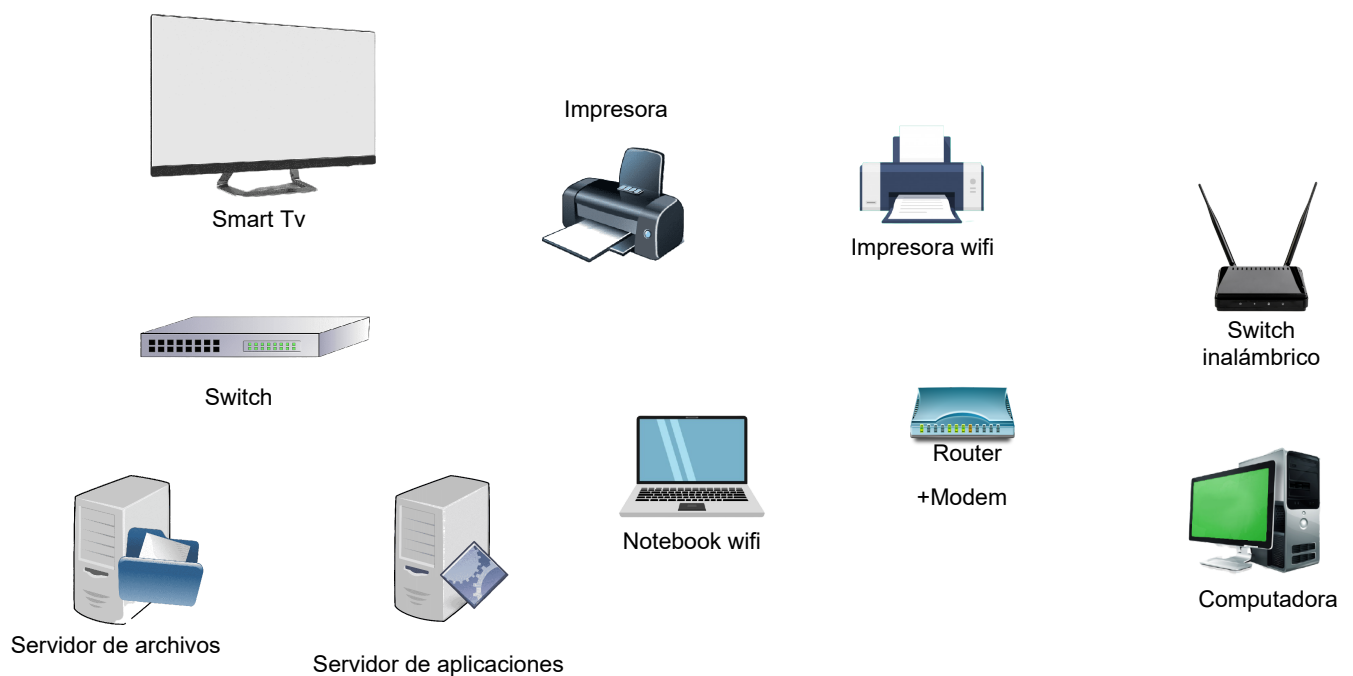 Impresora
Smart Tv
Impresora wifi
Switch
inalámbrico
Switch
Router
+Modem
Notebook wifi
Computadora
Servidor de archivos
Servidor de aplicaciones